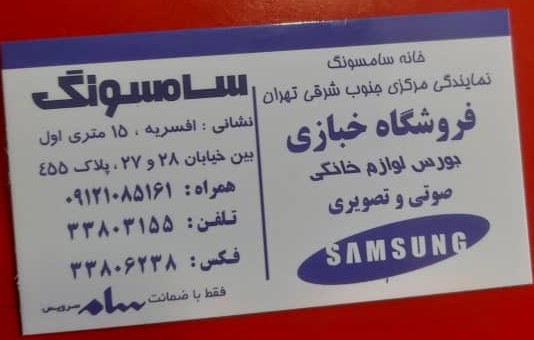 خانه سامسونگ
نمایندگی مرکزی جنوب شرقی تهران
فروشگاه خبازی
بورس لوازم خانگی
صوتی و تصویری
SAMSUNG
سامسونگ
نشانی : افسریه ، ۱۵ متری اول
بین خیابان ۲۸ و ۲۷ ، پلاک ۴۵۵
همراه : ۰۹۱۲۱۰۸۵۱۶۱
تلفن : ۳۳۸۰۳۱۵۵
فکس : ۳۳۸۰۶۲۳۸
فقط با ضمانت سام سرویس